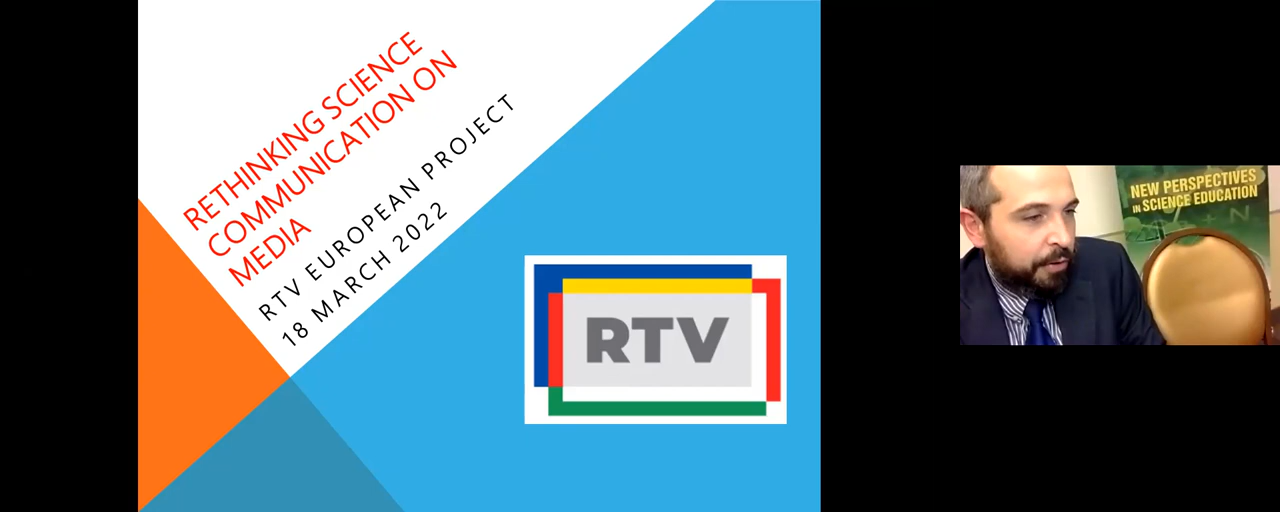 RETHINKING SCIENCE
COMMUNICATION ON
MEDIA
RTV EUROPEAN PROJECT
18 MARCH 2022
RTV
NEW PERSPECTIVES
IN SCIENCE EDUCATION